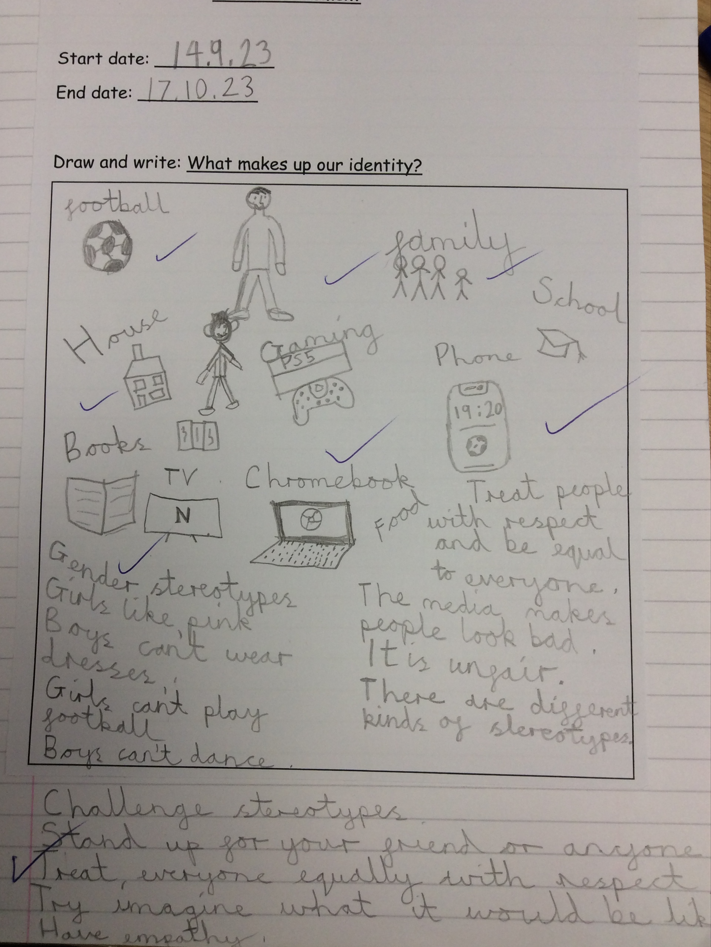 Start date: 14.9.23
End date: 17.10.23
Draw and write: What makes up our identity?
football
family
School
House
Gaming
PS5
Phone
19:20
Books
TV
N
Chromebook
Food
Treat people
with respect
and be equal
to everyone.
Gender stereotypes
Girls like pink
Boys can't wear
dresses.
Girls can't play
football
Boys can't dance.
The media makes
people look bad.
It is unfair.
There are different
kinds of stereotypes.
Challenge stereotypes.
Stand up for your friend or anyone
Treat everyone equally with respect
Try imagine what it would be
Have empathy.